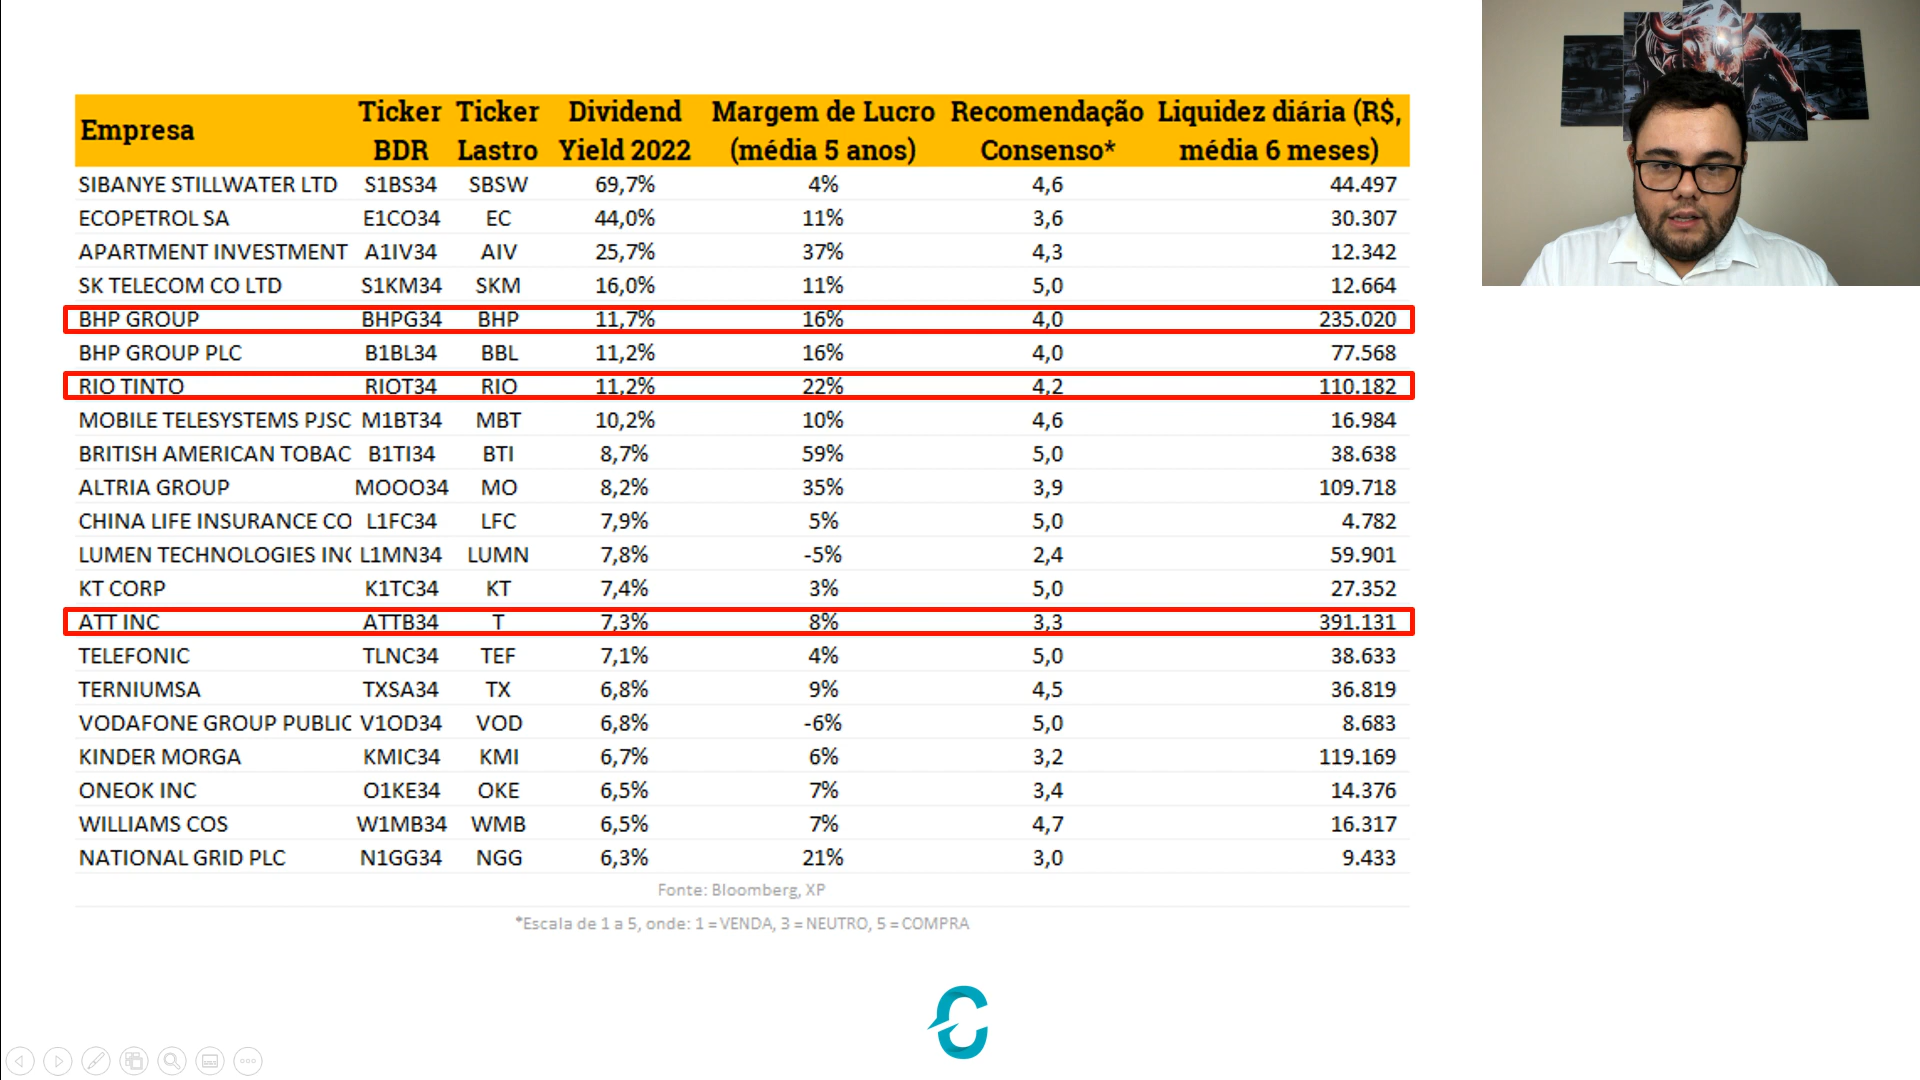 Empresa Ticker BDR Ticker Lastro Dividend Yield 2022 Margem de Lucro (média 5 anos) Recomendação Consenso* Liquidez diária (R$, média 6 meses)
SIBANYE STILLWATER LTD S1BS34 SBSW 69,7% 4% 4,6 44.497
ECOPETROL SA E1CO34 EC 44,0% 11% 3,6 30.307
APARTMENT INVESTMENT A1IV34 AIV 25,7% 37% 4,3 12.342
SK TELECOM CO LTD S1KM34 SKM 16,0% 11% 5,0 12.664
BHP GROUP BHPG34 BHP 11,7% 16% 4,0 235.020
BHP GROUP PLC B1BL34 BBL 11,2% 16% 4,0 77.568
RIO TINTO RIOT34 RIO 11,2% 22% 4,2 110.182
MOBILE TELESYSTEMS PJSC M1BT34 MBT 10,2% 10% 4,6 16.984
BRITISH AMERICAN TOBAC B1TI34 BTI 8,7% 59% 5,0 38.638
ALTRIA GROUP MOOO34 MO 8,2% 35% 3,9 109.718
CHINA LIFE INSURANCE CO L1FC34 LFC 7,9% 5% 5,0 4.782
LUMEN TECHNOLOGIES INC L1MN34 LUMN 7,8% -5% 2,4 59.901
KT CORP K1TC34 KT 7,4% 3% 5,0 27.352
ATT INC ATTB34 T 7,3% 8% 3,3 391.131
TELEFONIC TLNC34 TEF 7,1% 4% 5,0 38.633
TERNIUMSA TXSA34 TX 6,8% 9% 4,5 36.819
VODAFONE GROUP PUBLIC V1OD34 VOD 6,8% -6% 5,0 8.683
KINDER MORGA KMIC34 KMI 6,7% 6% 3,2 119.169
ONEOK INC O1KE34 OKE 6,5% 7% 3,4 14.376
WILLIAMS COS W1MB34 WMB 6,5% 7% 4,7 16.317
NATIONAL GRID PLC N1GG34 NGG 6,3% 21% 3,0 9.433
Fonte: Bloomberg, XP
*Escala de 1 a 5, onde: 1 = VENDA, 3 = NEUTRO, 5 = COMPRA